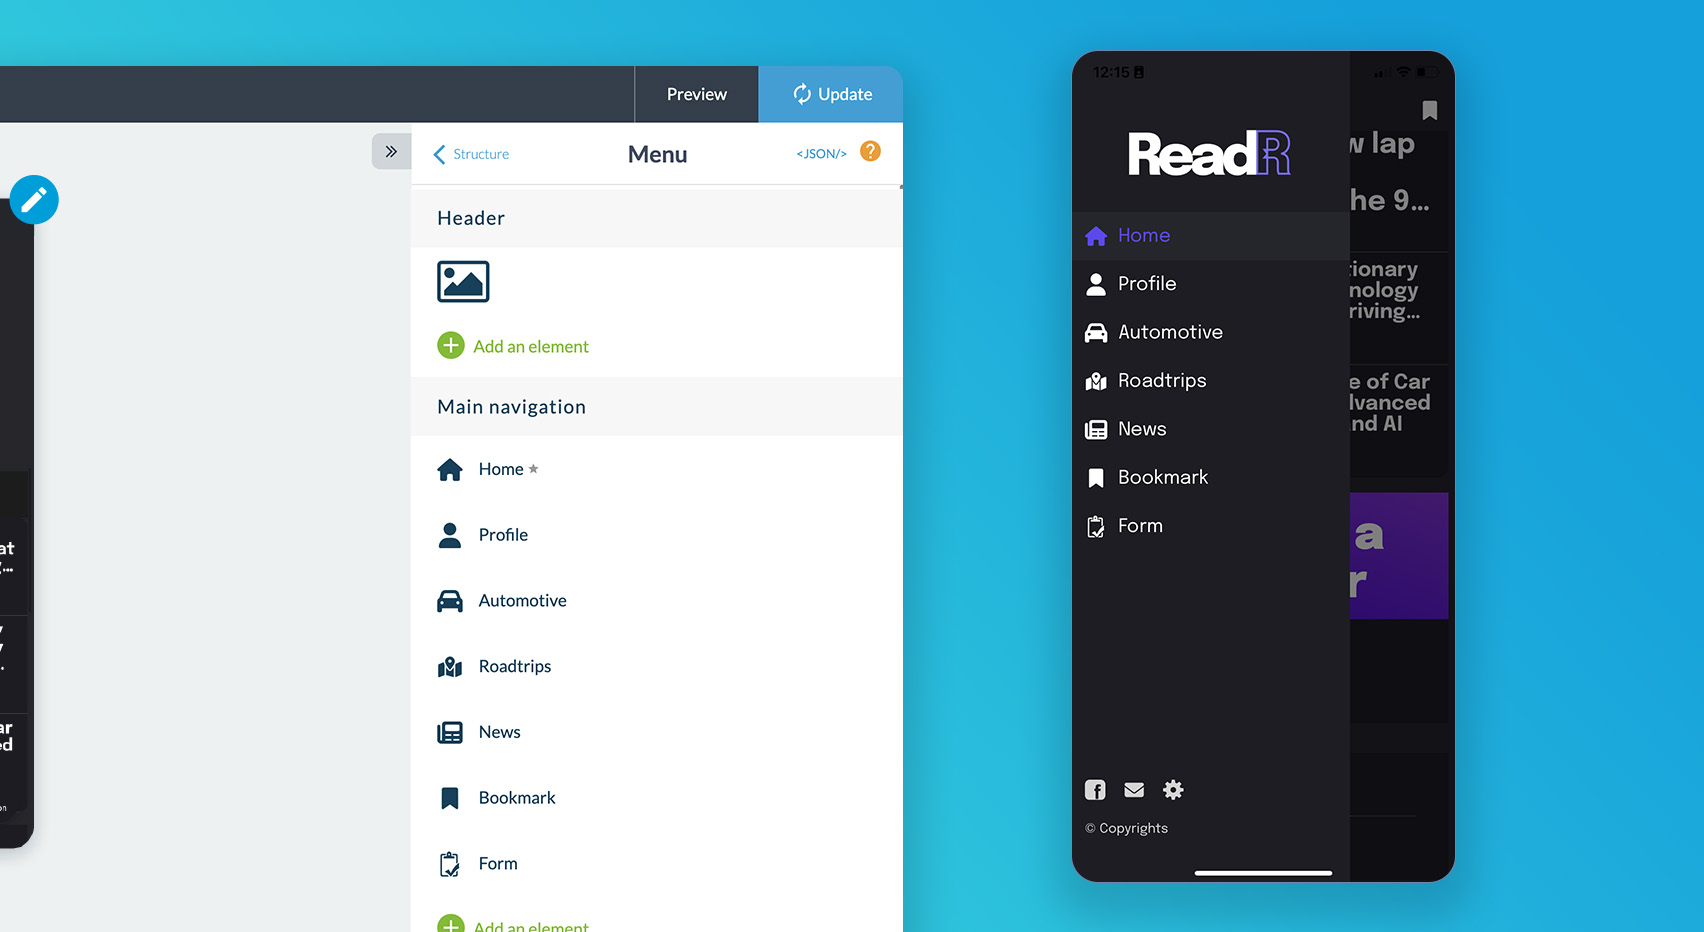 Preview
Update
Structure
Menu
<JSON/>
?
Header
Add an element
Main navigation
Home
Profile
Automotive
Roadtrips
News
Bookmark
Form
Add an element
at
ar
ed
on
12:15
ReadR
Home
Profile
Automotive
Roadtrips
News
Bookmark
Form
© Copyrights
w lap
he 9...
tionary
nology
riving...
e of Car
dvanced
nd AI
a
r